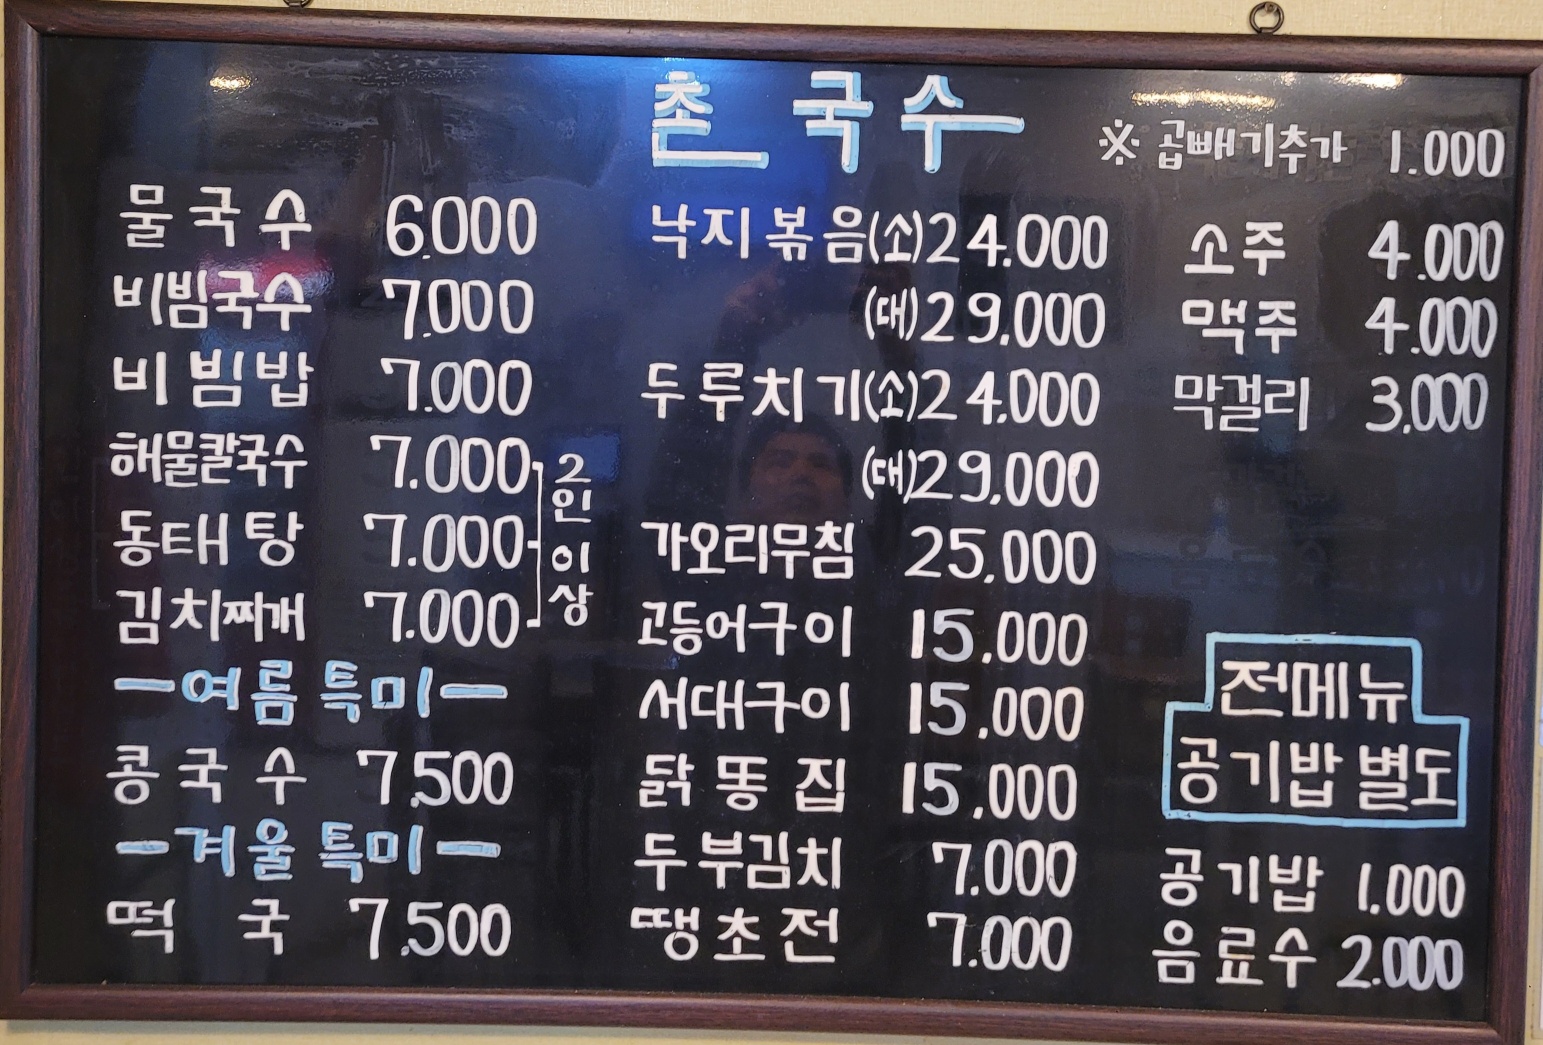 촌국수
※ 곱빼기추가 1.000
물국수 6.000
비빔국수 7.000
비빔밥 7.000
해물칼국수 7.000
동태탕 7.000
김치찌개 7.000
2인이상
-여름특미-
콩국수 7.500
-겨울특미-
떡국 7.500
낙지볶음(소) 24.000
(대) 29.000
두루치기(소) 24.000
(대) 29.000
가오리무침 25.000
고등어구이 15.000
서대구이 15.000
닭똥집 15.000
두부김치 7.000
땡초전 7.000
소주 4.000
맥주 4.000
막걸리 3.000
전메뉴
공기밥 별도
공기밥 1.000
음료수 2.000